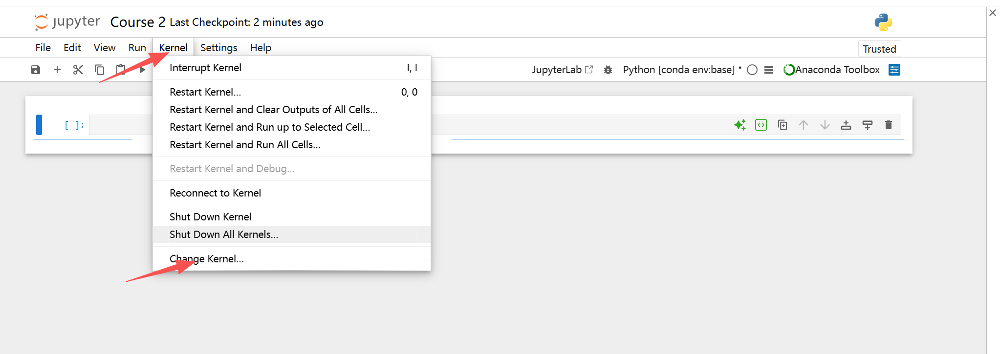 jupyter Course 2 Last Checkpoint: 2 minutes ago
File Edit View Run Kernel Settings Help
Trusted
JupyterLab Python [conda env:base] * Anaconda Toolbox
Interrupt Kernel I, I
Restart Kernel... 0, 0
Restart Kernel and Clear Outputs of All Cells...
Restart Kernel and Run up to Selected Cell...
Restart Kernel and Run All Cells...
Restart Kernel and Debug...
Reconnect to Kernel
Shut Down Kernel
Shut Down All Kernels...
Change Kernel...
[ ]: